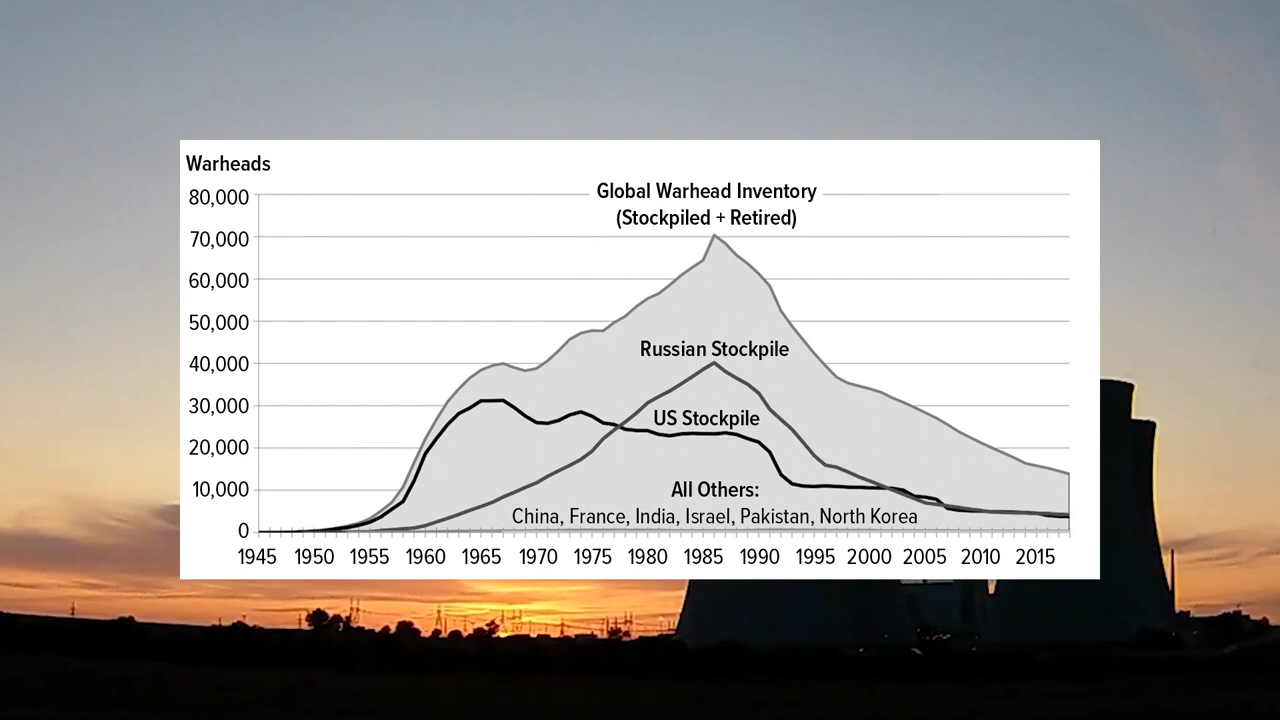 Warheads
80,000
70,000
60,000
50,000
40,000
30,000
20,000
10,000
0
Global Warhead Inventory
(Stockpiled + Retired)
Russian Stockpile
US Stockpile
All Others:
China, France, India, Israel, Pakistan, North Korea
1945 1950 1955 1960 1965 1970 1975 1980 1985 1990 1995 2000 2005 2010 2015